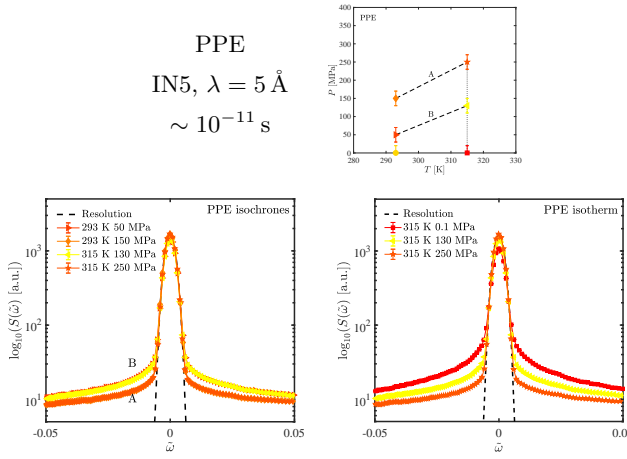 PPE
IN5, λ = 5 Å
∼ 10⁻¹¹ s
PPE
A
B
P [MPa]
400
350
300
250
200
150
100
50
0
280 290 300 310 320 330
T [K]
Resolution
293 K 50 MPa
293 K 150 MPa
315 K 130 MPa
315 K 250 MPa
PPE isochrones
B
A
log₁₀(S(ω̃) [a.u.]
10³
10²
10¹
-0.05 0 0.05
ω̃
Resolution
315 K 0.1 MPa
315 K 130 MPa
315 K 250 MPa
PPE isotherm
log₁₀(S(ω̃) [a.u.]
10³
10²
10¹
-0.05 0 0.0
ω̃